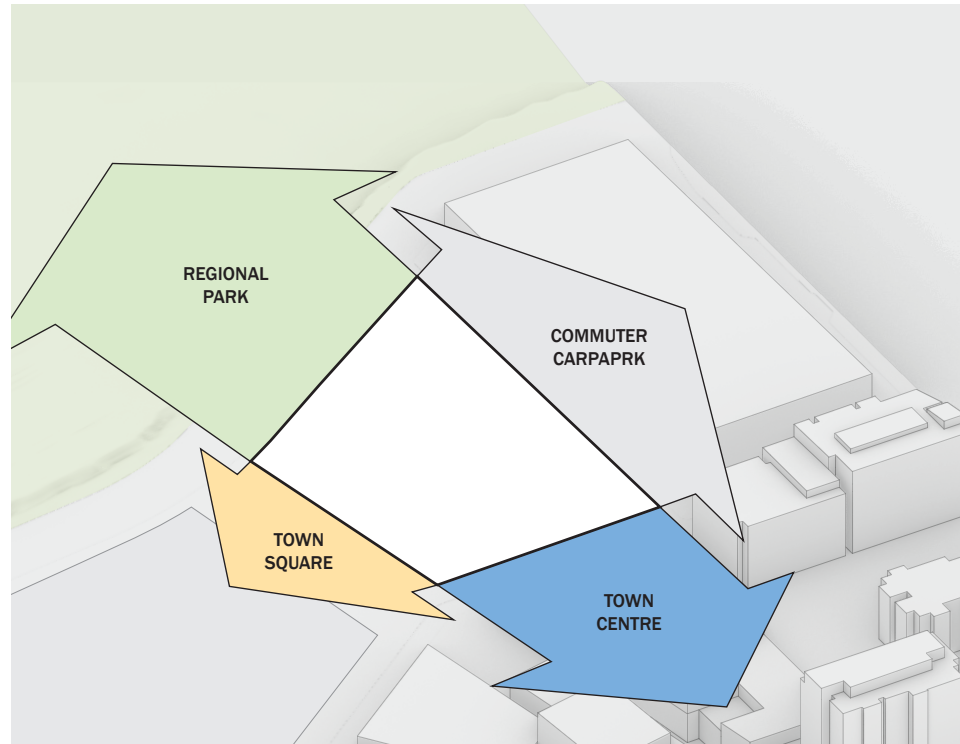 REGIONAL
PARK
COMMUTER
CARPAPRK
TOWN
SQUARE
TOWN
CENTRE